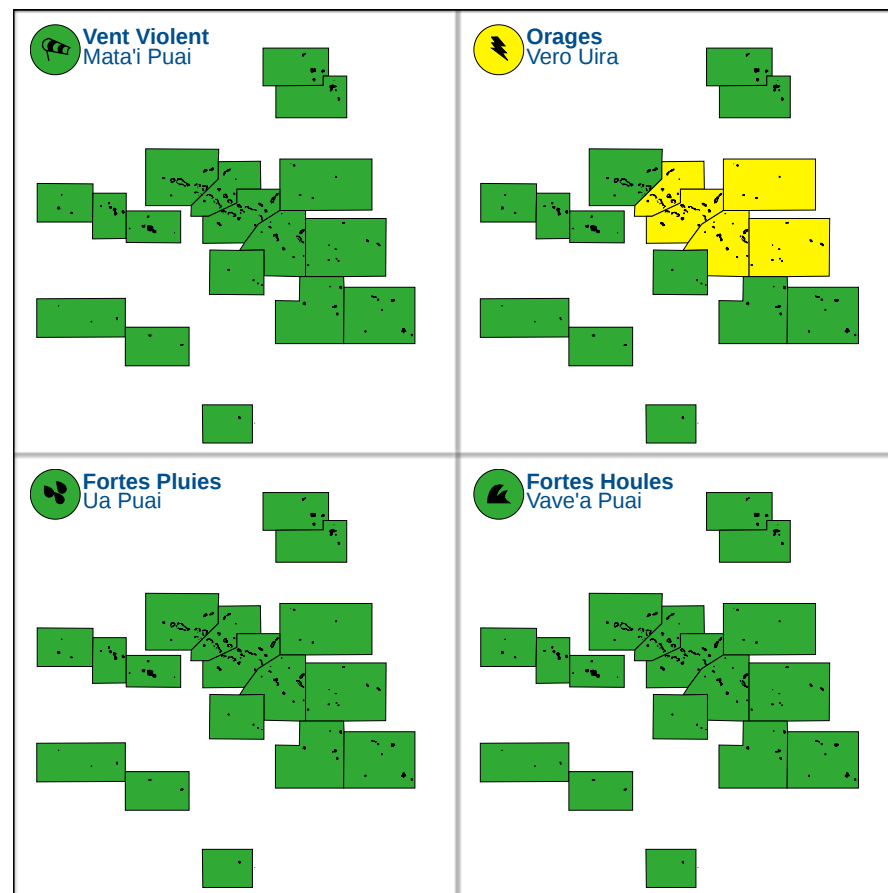 Vent Violent
Mata'i Puai
Orages
Vero Uira
Fortes Pluies
Ua Puai
Fortes Houles
Vave'a Puai